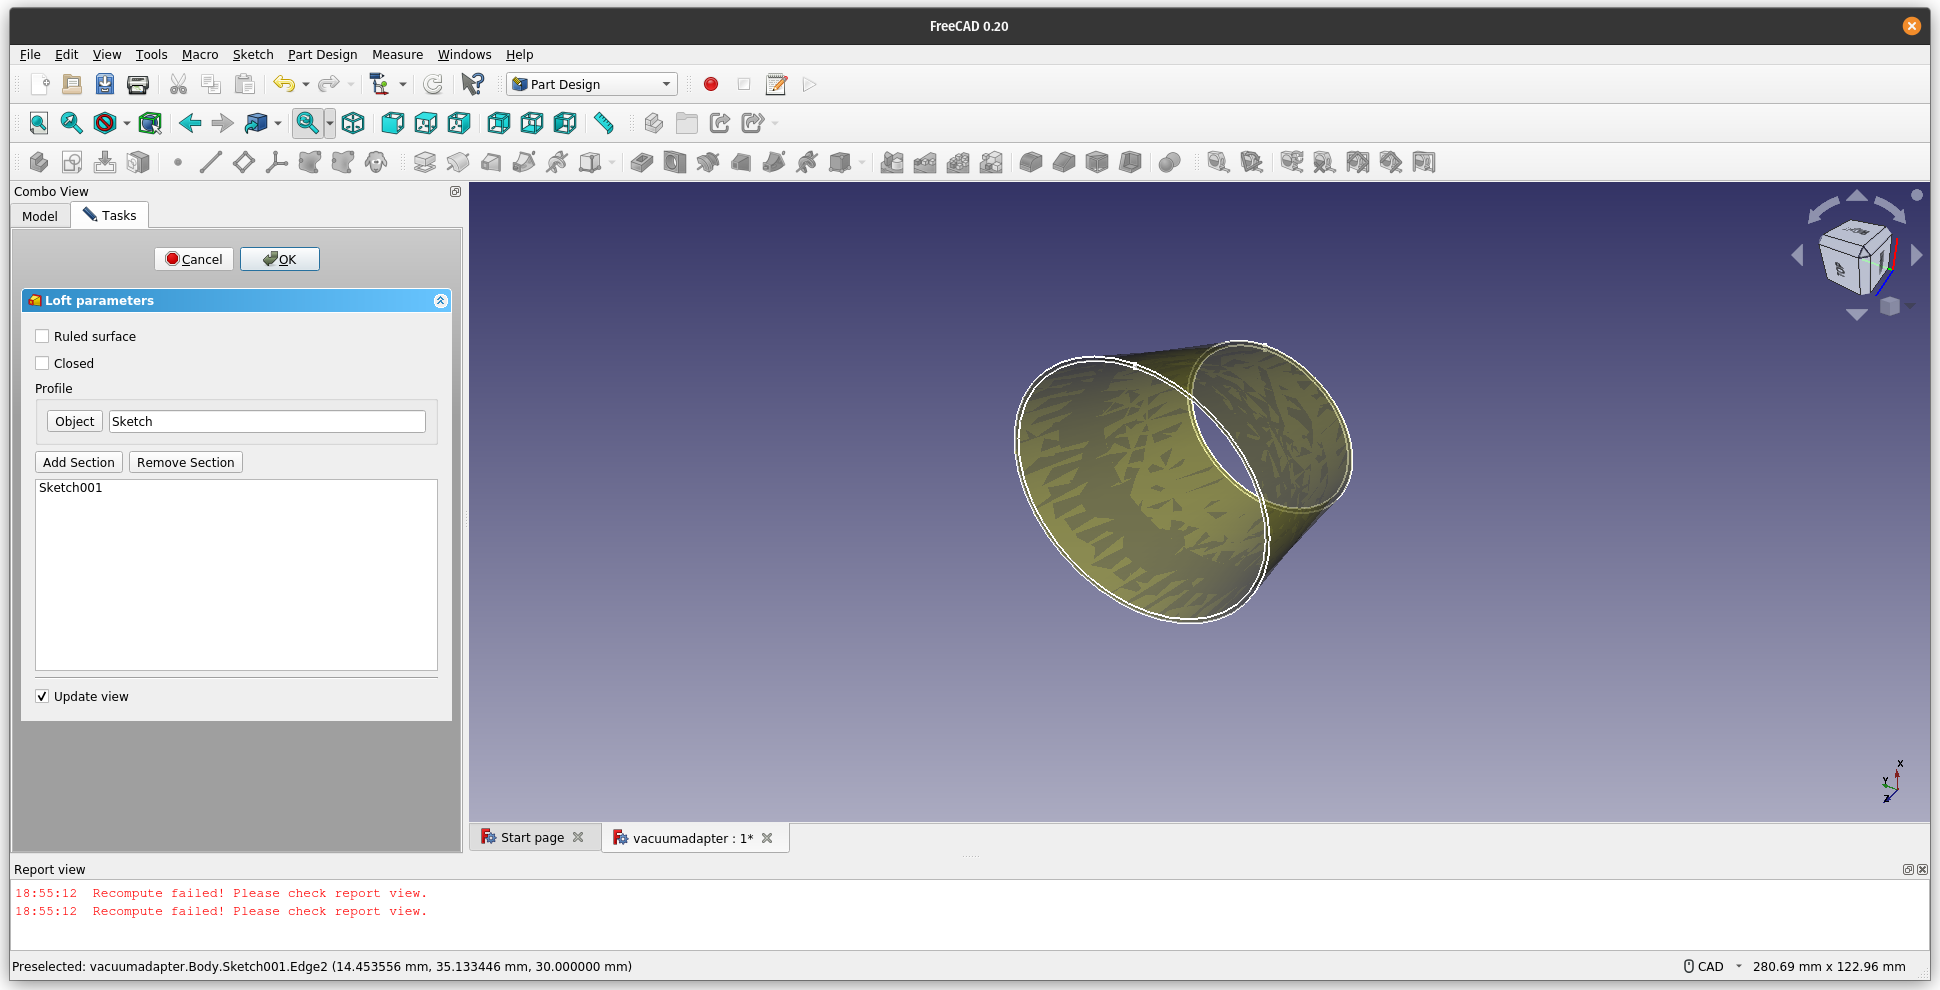 FreeCAD 0.20
File Edit View Tools Macro Sketch Part Design Measure Windows Help
Part Design
Combo View
Model Tasks
Cancel OK
Loft parameters
Ruled surface
Closed
Profile
Object Sketch
Add Section Remove Section
Sketch001
Update view
X
Y
Z
Start page vacuumadapter : 1*
Report view
18:55:12 Recompute failed! Please check report view.
18:55:12 Recompute failed! Please check report view.
Preselected: vacuumadapter.Body.Sketch001.Edge2 (14.453556 mm, 35.133446 mm, 30.000000 mm)
CAD 280.69 mm x 122.96 mm